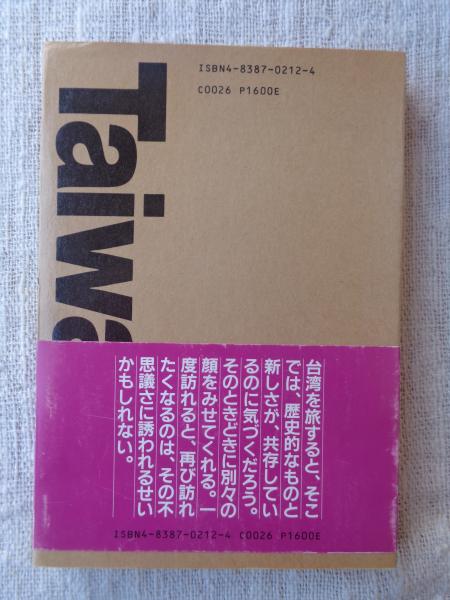 ISBN4-8387-0212-4
C0026 P1600E
Taiwa
台湾を旅すると、そこ
では、歴史的なものと
新しさが、共存してい
るのに気づくだろう。
そのときどきに別々の
顔をみせてくれる。一
度訪れると、再び訪れ
たくなるのは、その不
思議さに誘われるせい
かもしれない。
ISBN4-8387-0212-4 C0026 P1600E